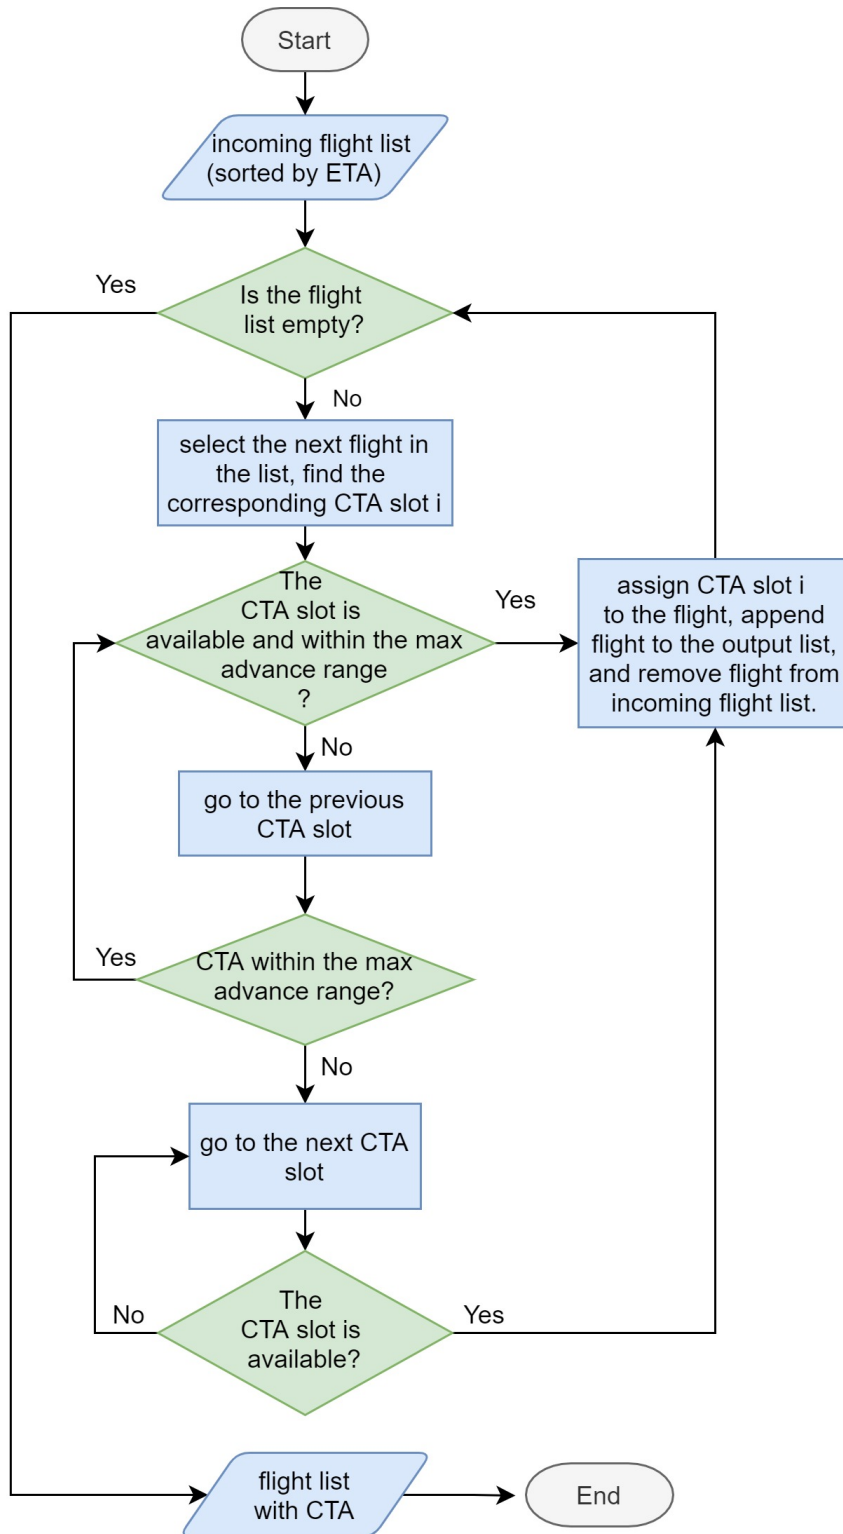 Start
incoming flight list
(sorted by ETA)
Yes
Is the flight
list empty?
No
select the next flight in
the list, find the
corresponding CTA slot i
The
CTA slot is
available and within the max
advance range
?
Yes
assign CTA slot i
to the flight, append
flight to the output list,
and remove flight from
incoming flight list.
No
go to the previous
CTA slot
Yes
CTA within the max
advance range?
No
go to the next CTA
slot
No
The
CTA slot is
available?
Yes
flight list
with CTA
End